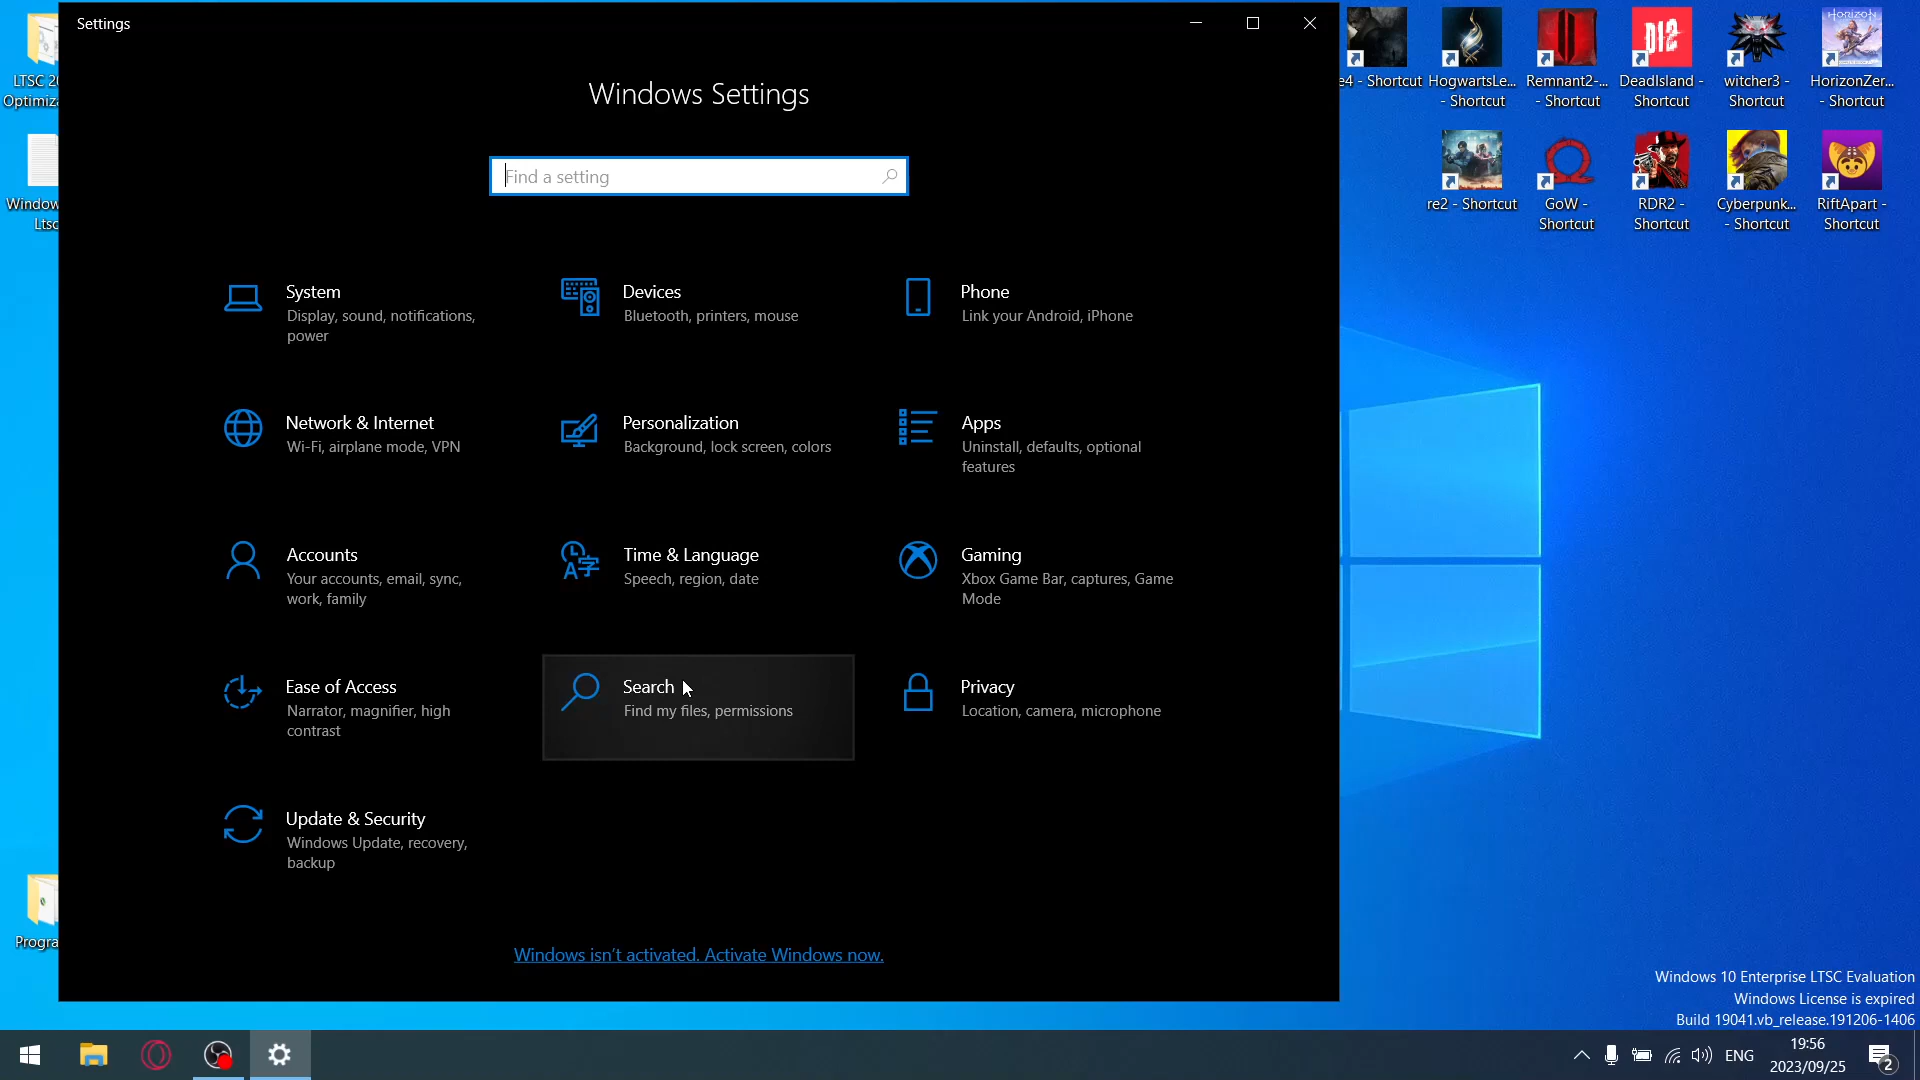 Settings
Windows Settings
Find a setting
System
Display, sound, notifications,
power
Devices
Bluetooth, printers, mouse
Phone
Link your Android, iPhone
Network & Internet
Wi-Fi, airplane mode, VPN
Personalization
Background, lock screen, colors
Apps
Uninstall, defaults, optional
features
Accounts
Your accounts, email, sync,
work, family
Time & Language
Speech, region, date
Gaming
Xbox Game Bar, captures, Game
Mode
Ease of Access
Narrator, magnifier, high
contrast
Search
Find my files, permissions
Privacy
Location, camera, microphone
Update & Security
Windows Update, recovery,
backup
Windows isn't activated. Activate Windows now.
LTSC 20
Optimiza
Window
Ltsc
Progra
e4 - Shortcut
HogwartsLe...
- Shortcut
Remnant2-...
- Shortcut
DeadIsland -
Shortcut
witcher3 -
Shortcut
HORIZON
HorizonZer...
- Shortcut
re2 - Shortcut
GoW -
Shortcut
RDR2 -
Shortcut
Cyberpunk...
- Shortcut
RiftApart -
Shortcut
Windows 10 Enterprise LTSC Evaluation
Windows License is expired
Build 19041.vb_release.191206-1406
ENG
19:56
2023/09/25
2